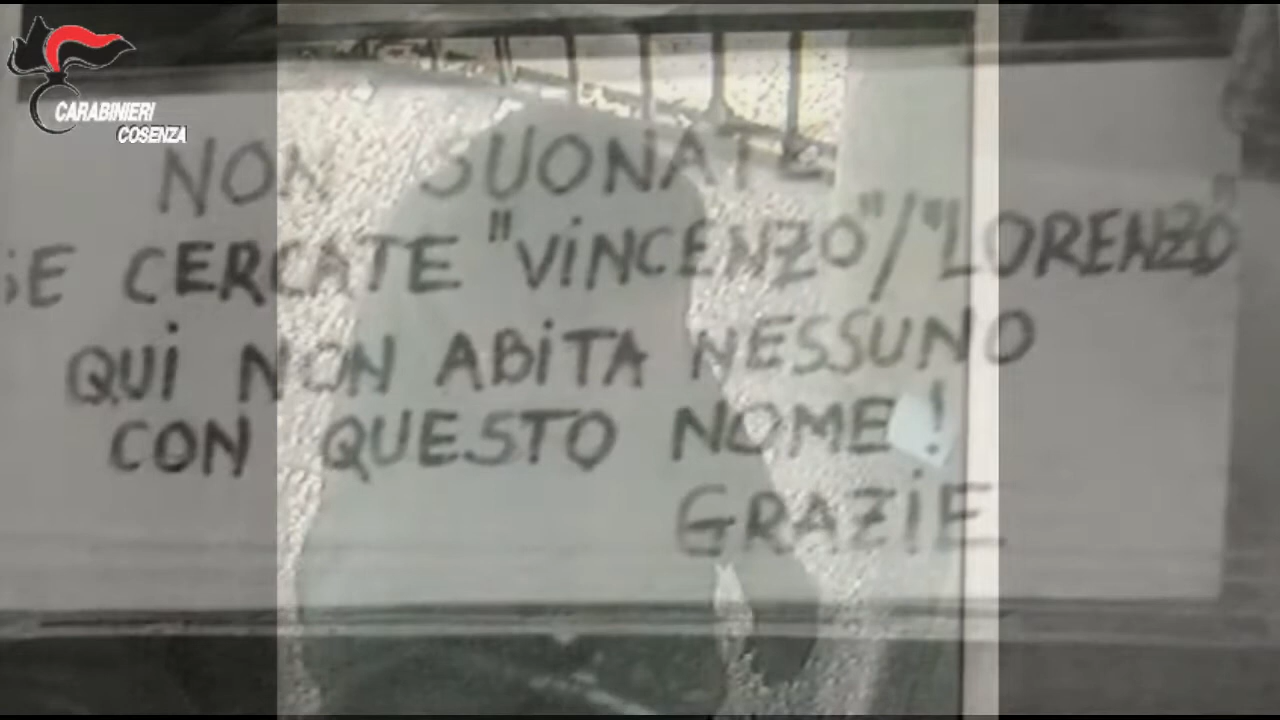 CARABINIERI
COSENZA
NON SUONATE
SE CERCATE "VINCENZO"/"LORENZO"
QUI NON ABITA NESSUNO
CON QUESTO NOME!
GRAZIE